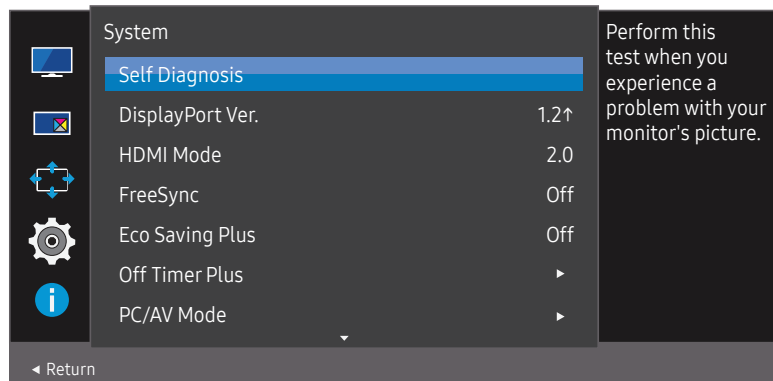 System
Self Diagnosis
DisplayPort Ver. 1.2↑
HDMI Mode 2.0
FreeSync Off
Eco Saving Plus Off
Off Timer Plus ►
PC/AV Mode ►
Perform this
test when you
experience a
problem with your
monitor's picture.
◄ Return